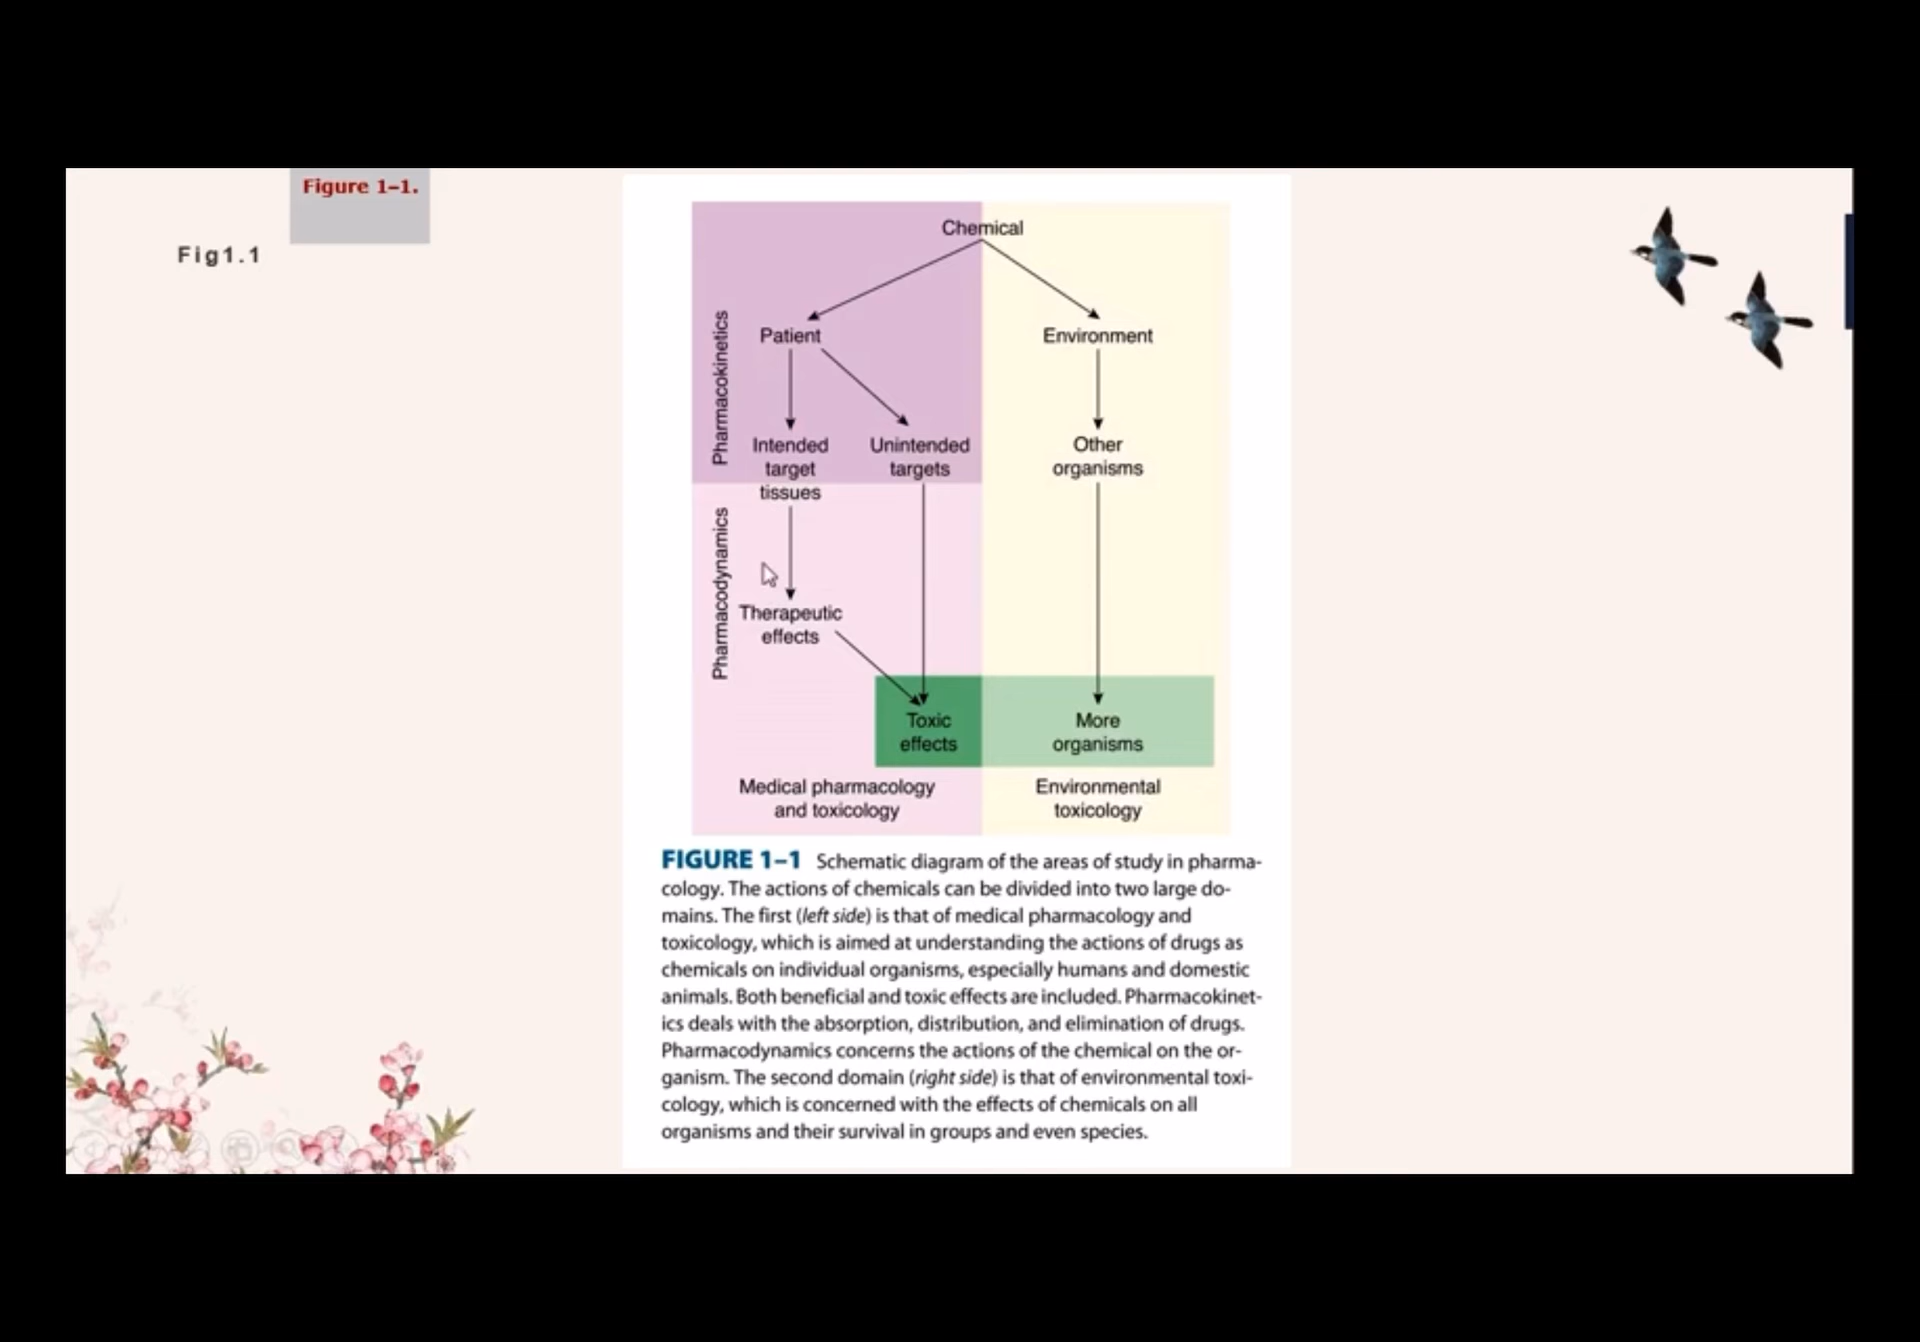 Figure 1–1.
Fig1.1
Chemical
Patient
Environment
Pharmacokinetics
Intended
target
tissues
Unintended
targets
Other
organisms
Pharmacodynamics
Therapeutic
effects
Toxic
effects
More
organisms
Medical pharmacology
and toxicology
Environmental
toxicology
FIGURE 1–1 Schematic diagram of the areas of study in pharma-
cology. The actions of chemicals can be divided into two large do-
mains. The first (left side) is that of medical pharmacology and
toxicology, which is aimed at understanding the actions of drugs as
chemicals on individual organisms, especially humans and domestic
animals. Both beneficial and toxic effects are included. Pharmacokinet-
ics deals with the absorption, distribution, and elimination of drugs.
Pharmacodynamics concerns the actions of the chemical on the or-
ganism. The second domain (right side) is that of environmental toxi-
cology, which is concerned with the effects of chemicals on all
organisms and their survival in groups and even species.